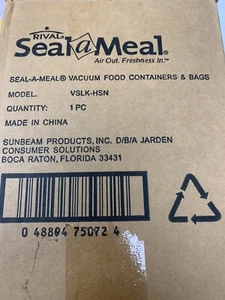 RIVAL
Seal a Meal®
Air Out. Freshness In.™
SEAL-A-MEAL® VACUUM FOOD CONTAINERS & BAGS
MODEL. VSLK-HSN
QUANTITY: 1 PC
MADE IN CHINA
SUNBEAM PRODUCTS, INC. D/B/A JARDEN
CONSUMER SOLUTIONS
BOCA RATON, FLORIDA 33431
0 48894 75072 4